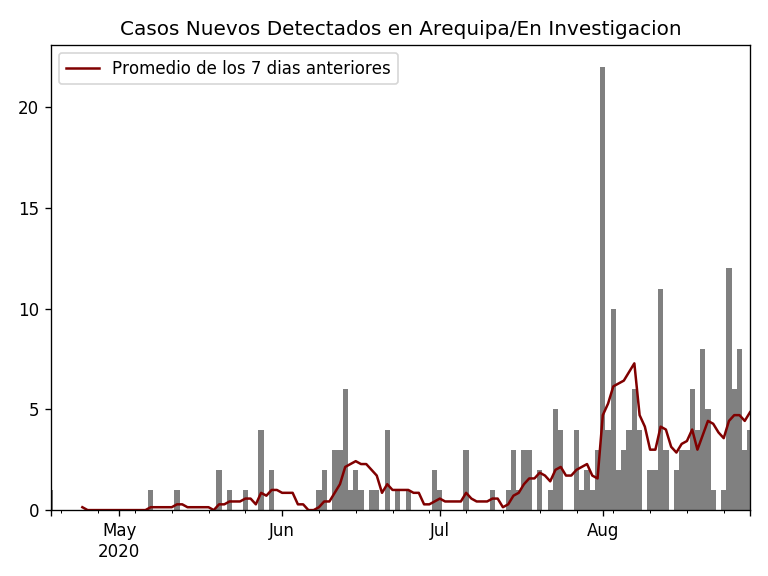 Casos Nuevos Detectados en Arequipa/En Investigacion
Promedio de los 7 dias anteriores
20
15
10
5
0
May
2020
Jun
Jul
Aug